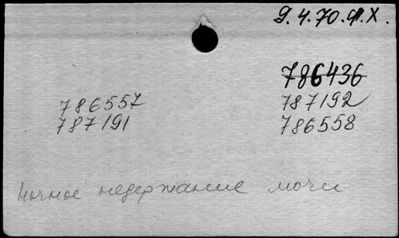 9.4.70.Ф.Х.
786436
786557 787192
787191 786558
ночное недержание мочи